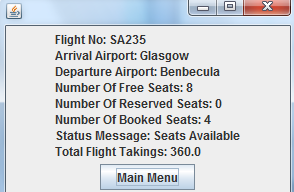 Flight No: SA235
Arrival Airport: Glasgow
Departure Airport: Benbecula
Number Of Free Seats: 8
Number Of Reserved Seats: 0
Number Of Booked Seats: 4
Status Message: Seats Available
Total Flight Takings: 360.0
Main Menu